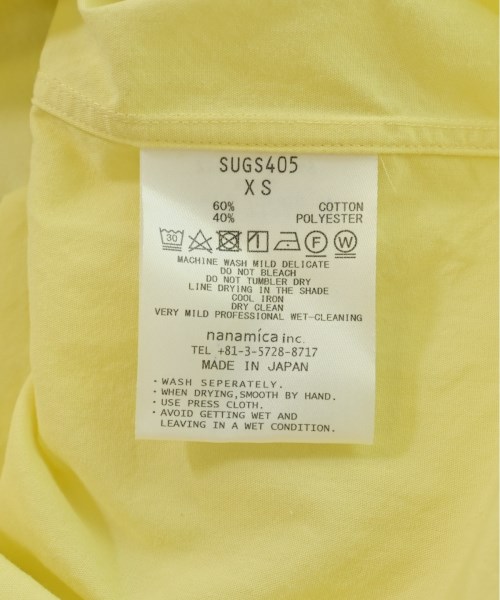 SUGS405
XS
60% COTTON
40% POLYESTER
30 F W
MACHINE WASH MILD DELICATE
DO NOT BLEACH
DO NOT TUMBLER DRY
LINE DRYING IN THE SHADE
COOL IRON
DRY CLEAN
VERY MILD PROFESSIONAL WET-CLEANING
nanamica inc.
TEL +81-3-5728-8717
MADE IN JAPAN
・WASH SEPERATELY.
・WHEN DRYING,SMOOTH BY HAND.
・USE PRESS CLOTH.
・AVOID GETTING WET AND
LEAVING IN A WET CONDITION.